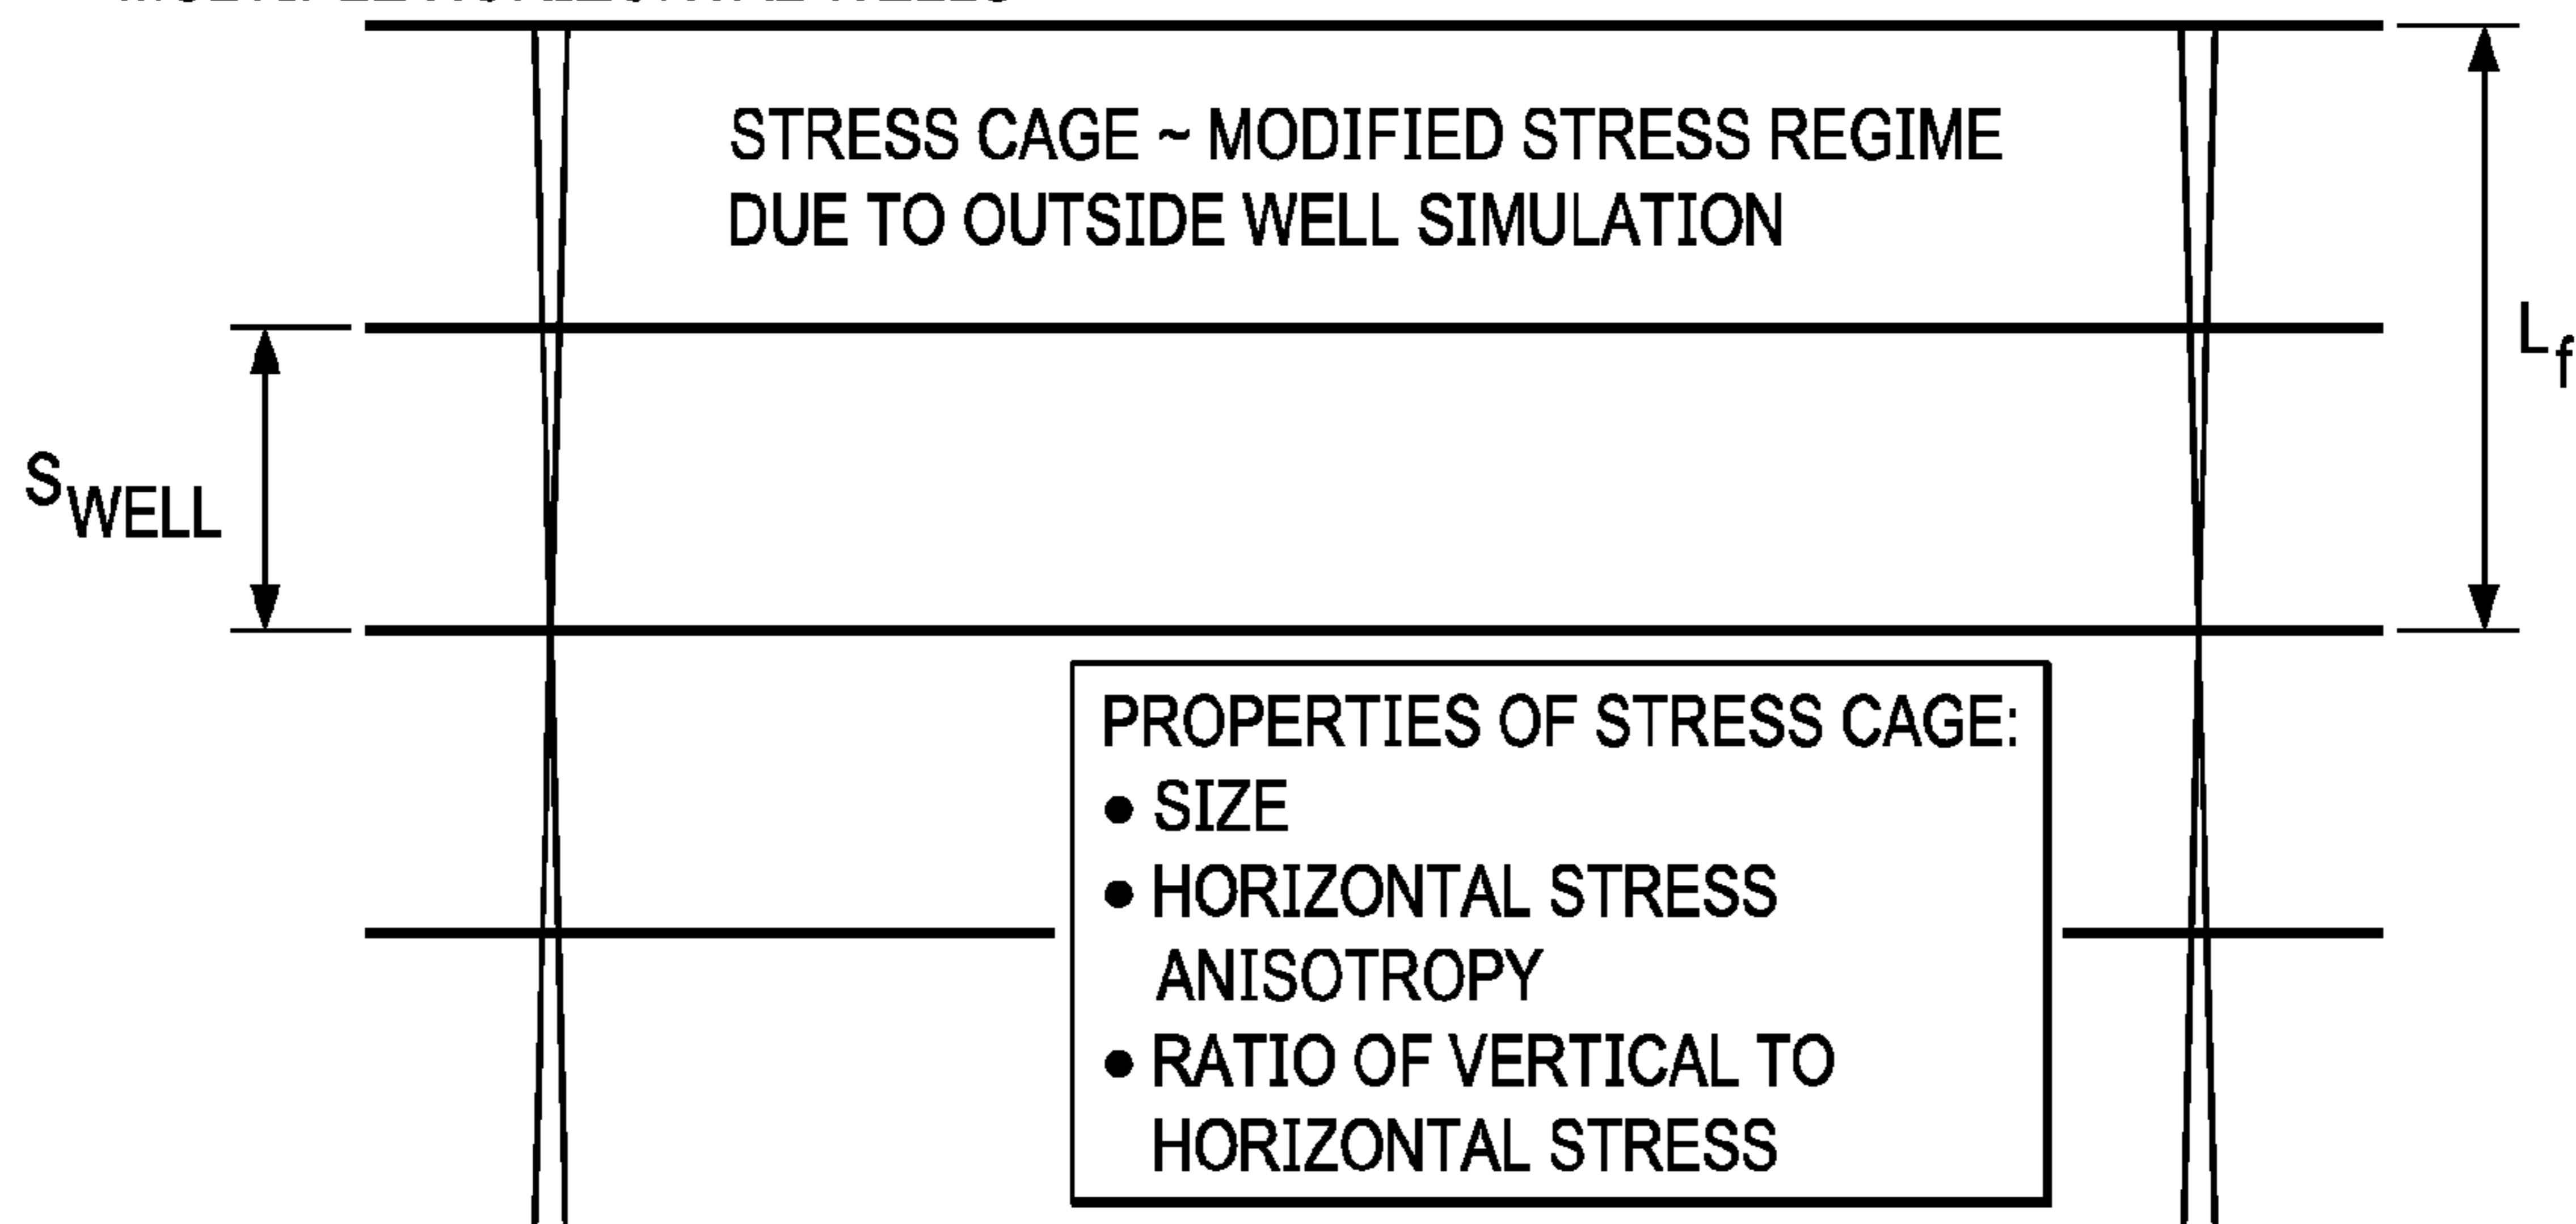 STRESS CAGE ~ MODIFIED STRESS REGIME
DUE TO OUTSIDE WELL SIMULATION
L_f
S_WELL
PROPERTIES OF STRESS CAGE:
● SIZE
● HORIZONTAL STRESS
ANISOTROPY
● RATIO OF VERTICAL TO
HORIZONTAL STRESS